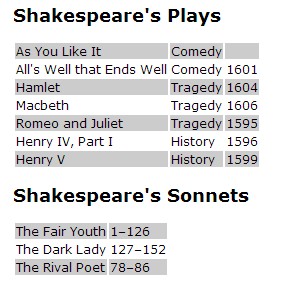 Shakespeare's Plays
As You Like It Comedy
All's Well that Ends Well Comedy 1601
Hamlet Tragedy 1604
Macbeth Tragedy 1606
Romeo and Juliet Tragedy 1595
Henry IV, Part I History 1596
Henry V History 1599
Shakespeare's Sonnets
The Fair Youth 1–126
The Dark Lady 127–152
The Rival Poet 78–86